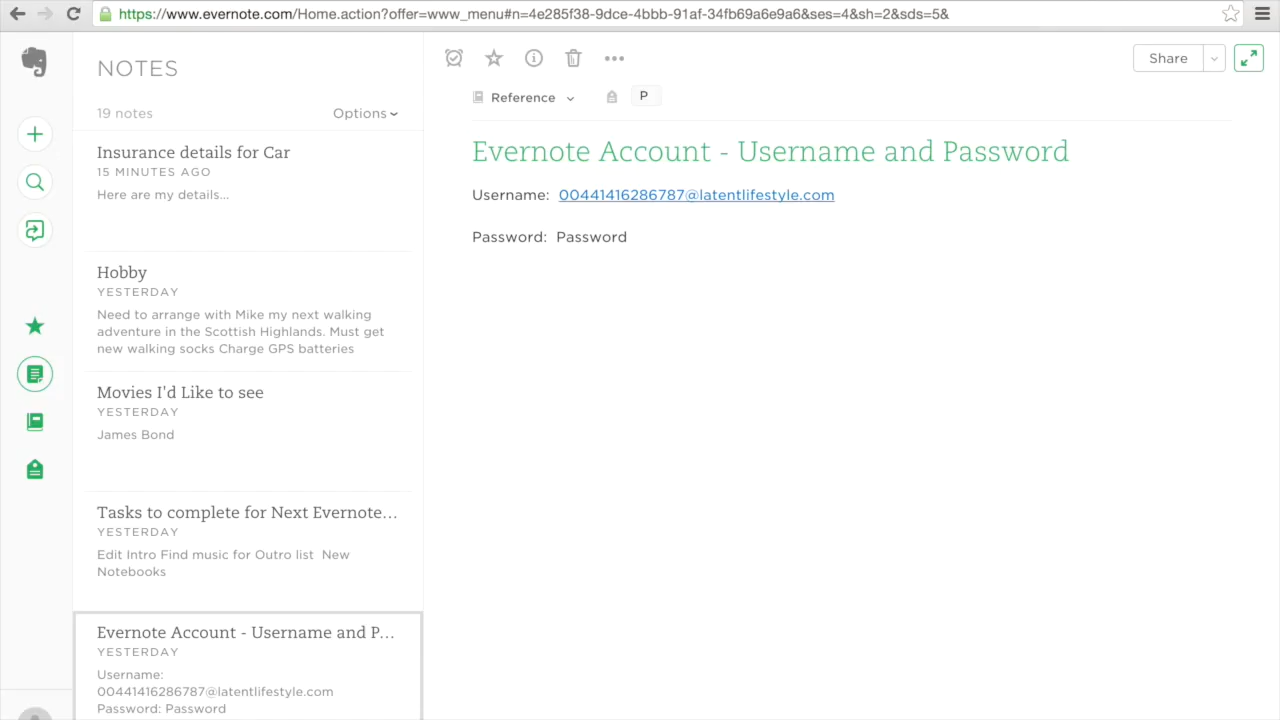 https://www.evernote.com/Home.action?offer=www_menu#n=4e285f38-9dce-4bbb-91af-34fb69a6e9a6&ses=4&sh=2&sds=5&
NOTES
19 notes
Options
Insurance details for Car
15 MINUTES AGO
Here are my details...
Hobby
YESTERDAY
Need to arrange with Mike my next walking
adventure in the Scottish Highlands. Must get
new walking socks Charge GPS batteries
Movies I'd Like to see
YESTERDAY
James Bond
Tasks to complete for Next Evernote...
YESTERDAY
Edit Intro Find music for Outro list New
Notebooks
Evernote Account - Username and P...
YESTERDAY
Username:
00441416286787@latentlifestyle.com
Password: Password
Share
Reference
P
Evernote Account - Username and Password
Username: 00441416286787@latentlifestyle.com
Password: Password